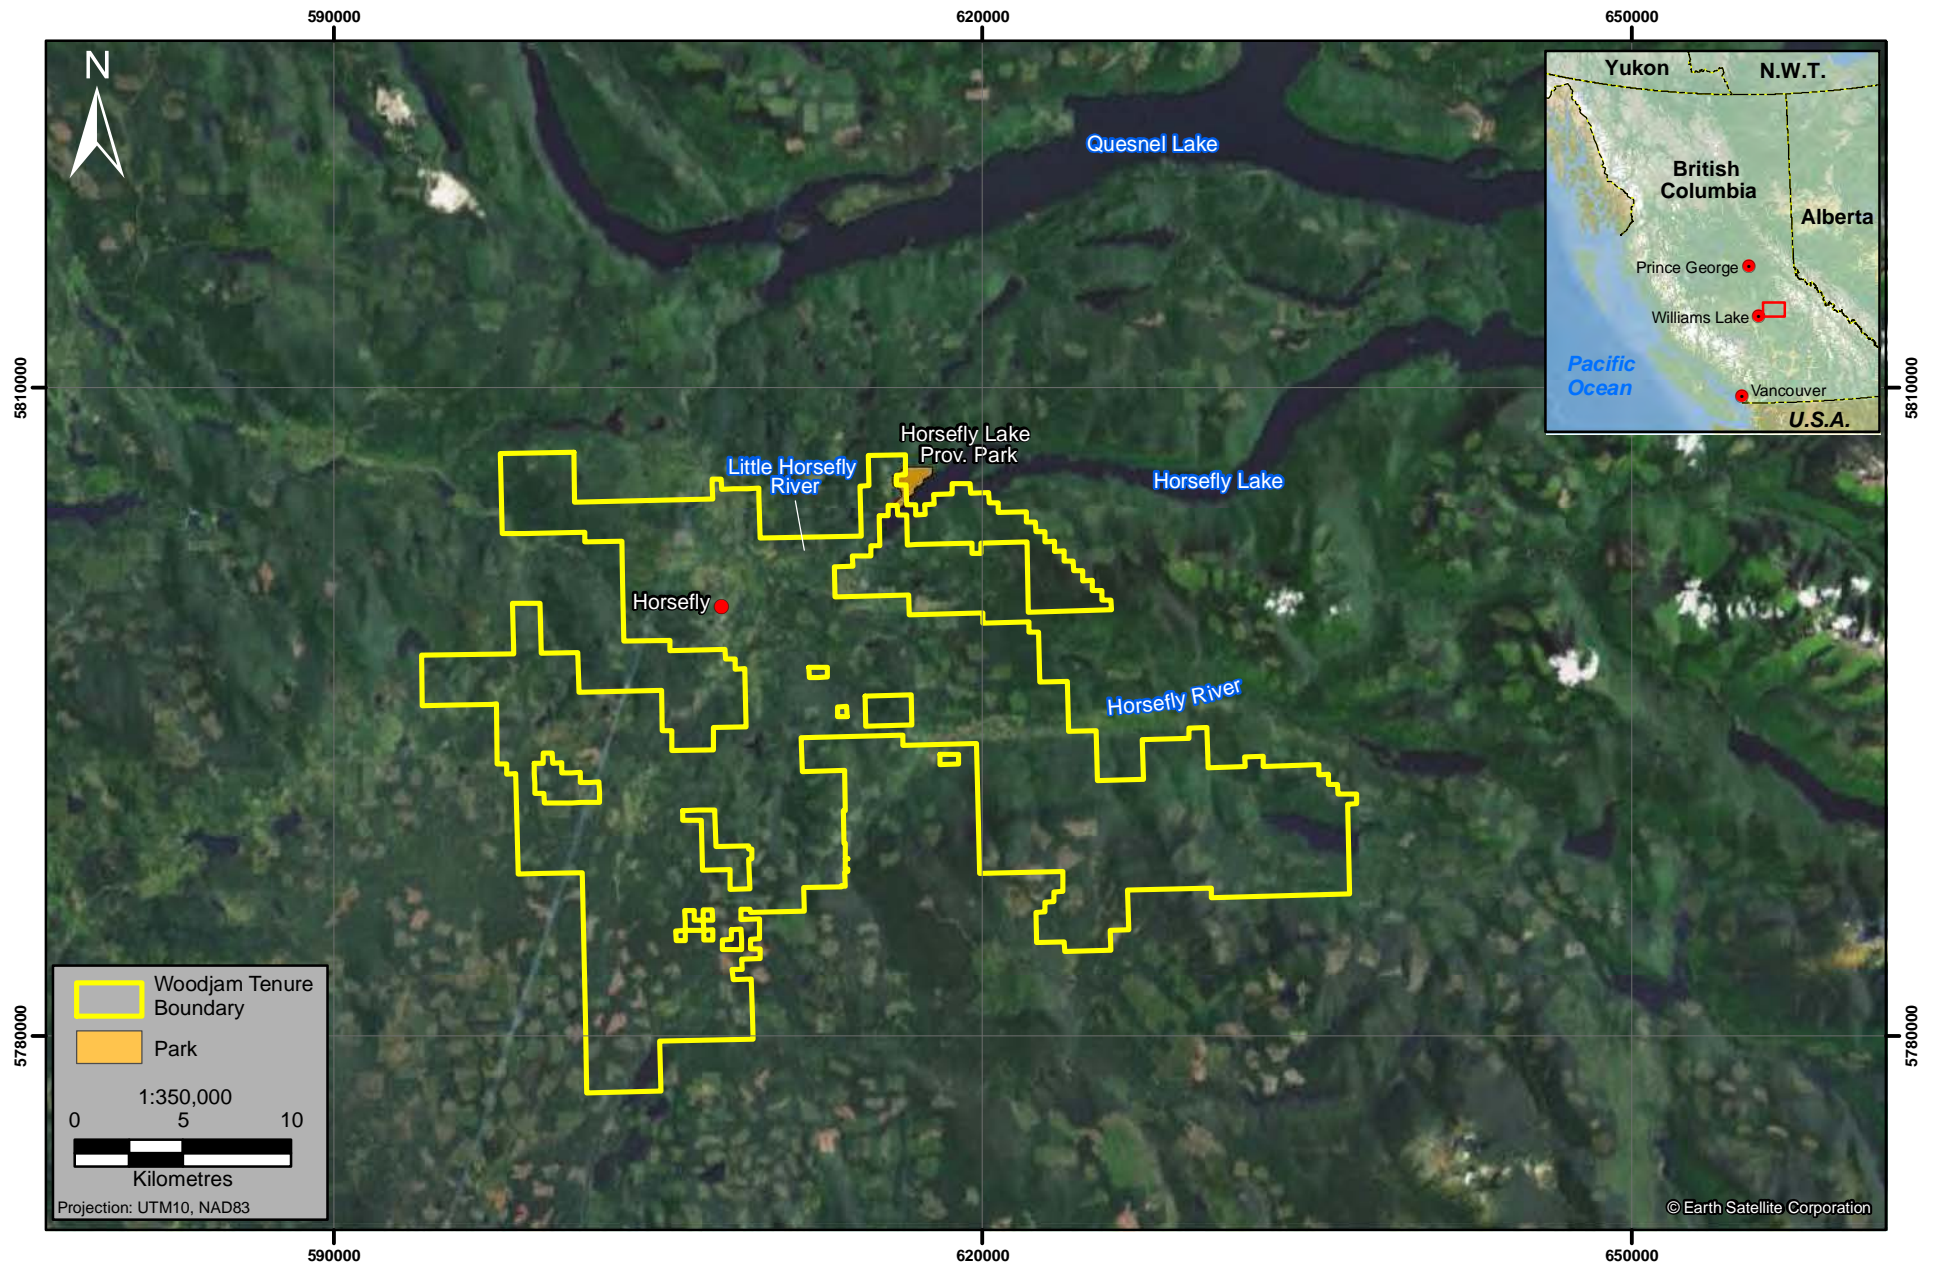 590000
620000
650000
N
Yukon
N.W.T.
British
Columbia
Alberta
Prince George
Williams Lake
Pacific
Ocean
Vancouver
U.S.A.
Quesnel Lake
5810000
5810000
Horsefly Lake
Prov. Park
Little Horsefly
River
Horsefly Lake
Horsefly
Horsefly River
Woodjam Tenure
Boundary
Park
1:350,000
0 5 10
Kilometres
Projection: UTM10, NAD83
5780000
5780000
© Earth Satellite Corporation
590000
620000
650000